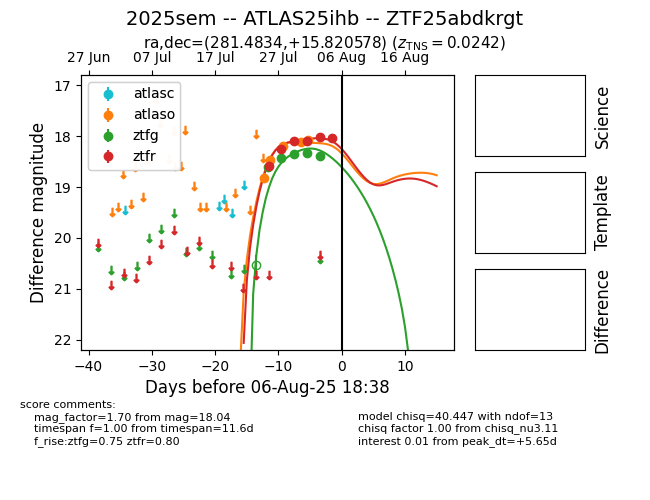 2025sem -- ATLAS25ihb -- ZTF25abdkrgt
ra,dec=(281.4834,+15.820578) (zTNS = 0.0242)
27 Jun 07 Jul 17 Jul 27 Jul 06 Aug 16 Aug
atlasc
atlaso
ztfg
ztfr
17
18
19
20
21
22
Difference magnitude
−40 −30 −20 −10 0 10
Days before 06-Aug-25 18:38
Science
Template
Difference
score comments:
mag_factor=1.70 from mag=18.04
timespan f=1.00 from timespan=11.6d
f_rise:ztfg=0.75 ztfr=0.80
model chisq=40.447 with ndof=13
chisq factor 1.00 from chisq_nu3.11
interest 0.01 from peak_dt=+5.65d